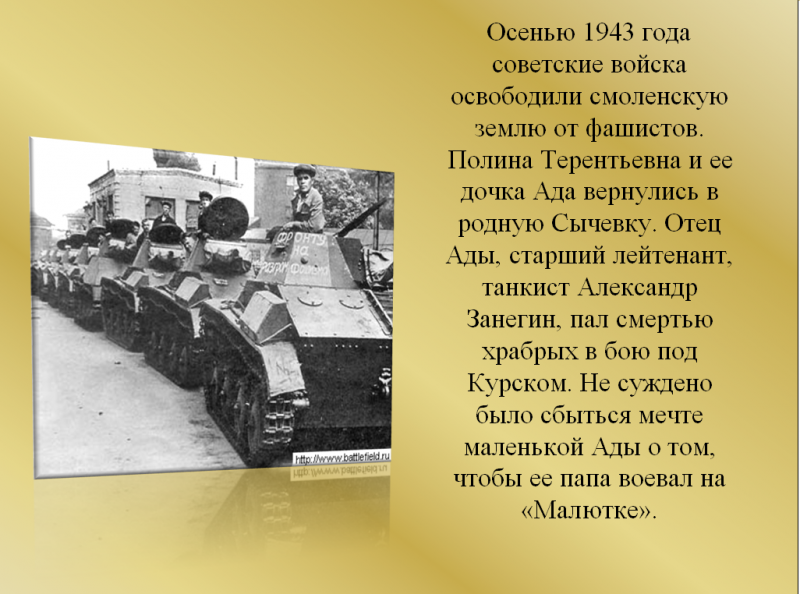 Осенью 1943 года
советские войска
освободили смоленскую
землю от фашистов.
Полина Терентьевна и ее
дочка Ада вернулись в
родную Сычевку. Отец
Ады, старший лейтенант,
танкист Александр
Занегин, пал смертью
храбрых в бою под
Курском. Не суждено
было сбыться мечте
маленькой Ады о том,
чтобы ее папа воевал на
«Малютке».
ФРОНТУ
НА
http://www.battlefield.ru